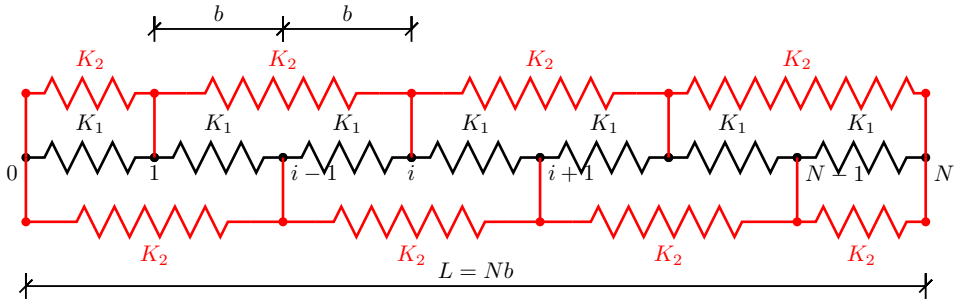 b b
K₂ K₂ K₂ K₂
K₁ K₁ K₁ K₁ K₁ K₁ K₁
0 1 i − 1 i i + 1 N − 1 N
K₂ K₂ K₂ K₂
L = Nb